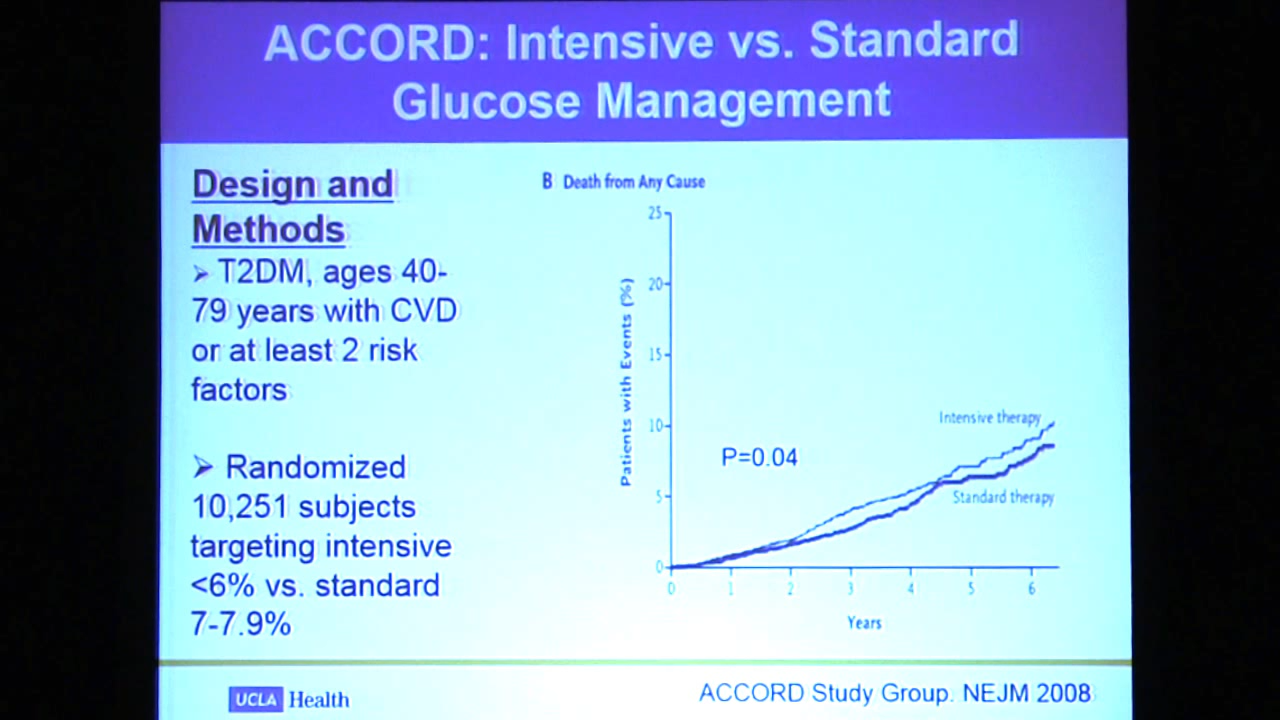 ACCORD: Intensive vs. Standard
Glucose Management
Design and
Methods
➢ T2DM, ages 40-
79 years with CVD
or at least 2 risk
factors
➢ Randomized
10,251 subjects
targeting intensive
<6% vs. standard
7-7.9%
B Death from Any Cause
Patients with Events (%)
25
20
15
10
5
0
P=0.04
Intensive therapy
Standard therapy
0 1 2 3 4 5 6
Years
UCLA Health
ACCORD Study Group. NEJM 2008